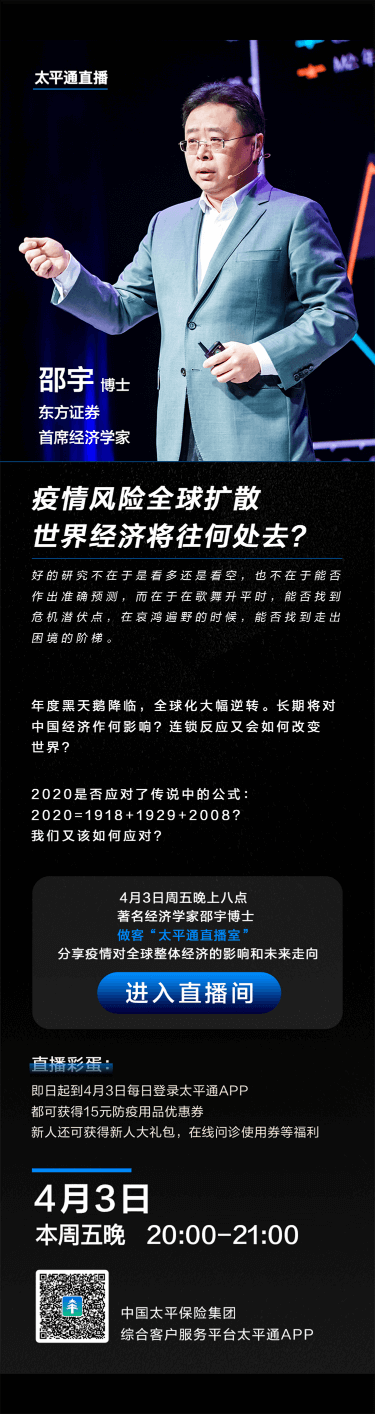 太平通直播
M2:
邵宇 博士
东方证券
首席经济学家
疫情风险全球扩散
世界经济将往何处去?
好的研究不在于是看多还是看空，也不在于能否
作出准确预测，而在于在歌舞升平时，能否找到
危机潜伏点，在哀鸿遍野的时候，能否找到走出
困境的阶梯。
年度黑天鹅降临，全球化大幅逆转。长期将对
中国经济作何影响？连锁反应又会如何改变
世界？
2020是否应对了传说中的公式：
2020=1918+1929+2008?
我们又该如何应对？
4月3日周五晚上八点
著名经济学家邵宇博士
做客“太平通直播室”
分享疫情对全球整体经济的影响和未来走向
进入直播间
直播彩蛋：
即日起到4月3日每日登录太平通APP
都可获得15元防疫用品优惠券
新人还可获得新人大礼包，在线问诊使用券等福利
4月3日
本周五晚 20:00-21:00
中国太平保险集团
综合客户服务平台太平通APP